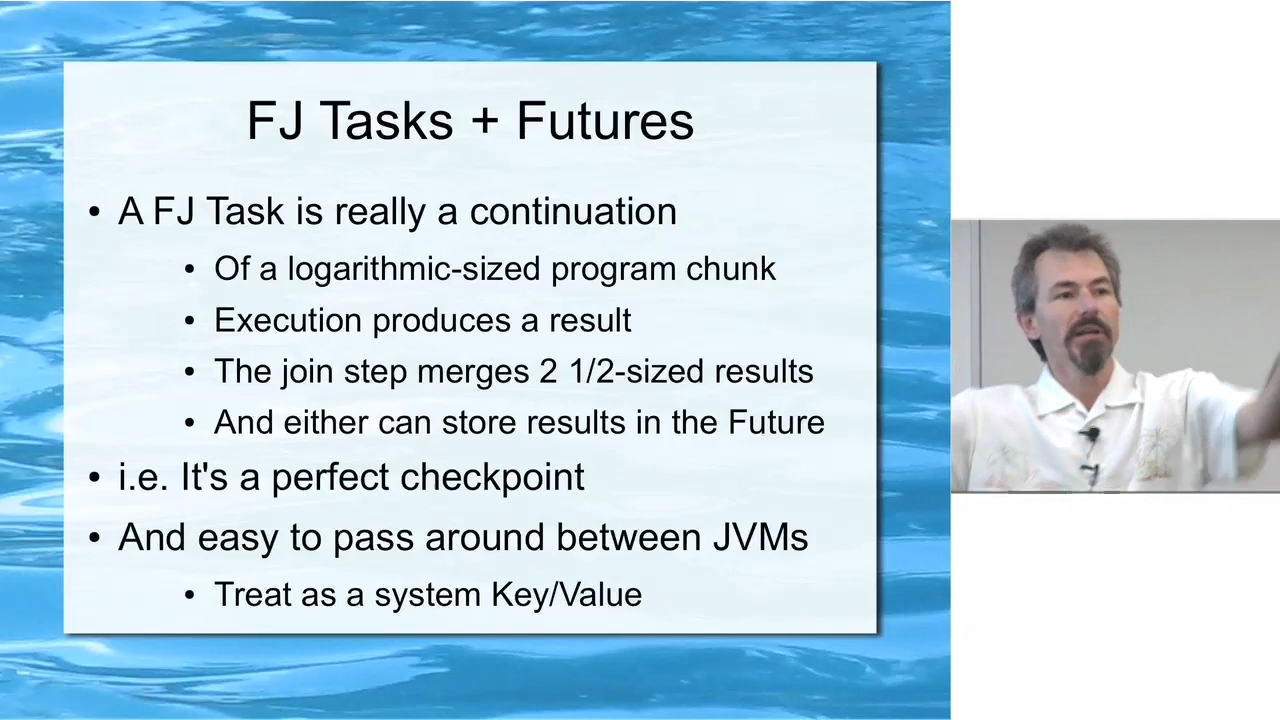 FJ Tasks + Futures
• A FJ Task is really a continuation
• Of a logarithmic-sized program chunk
• Execution produces a result
• The join step merges 2 1/2-sized results
• And either can store results in the Future
• i.e. It's a perfect checkpoint
• And easy to pass around between JVMs
• Treat as a system Key/Value